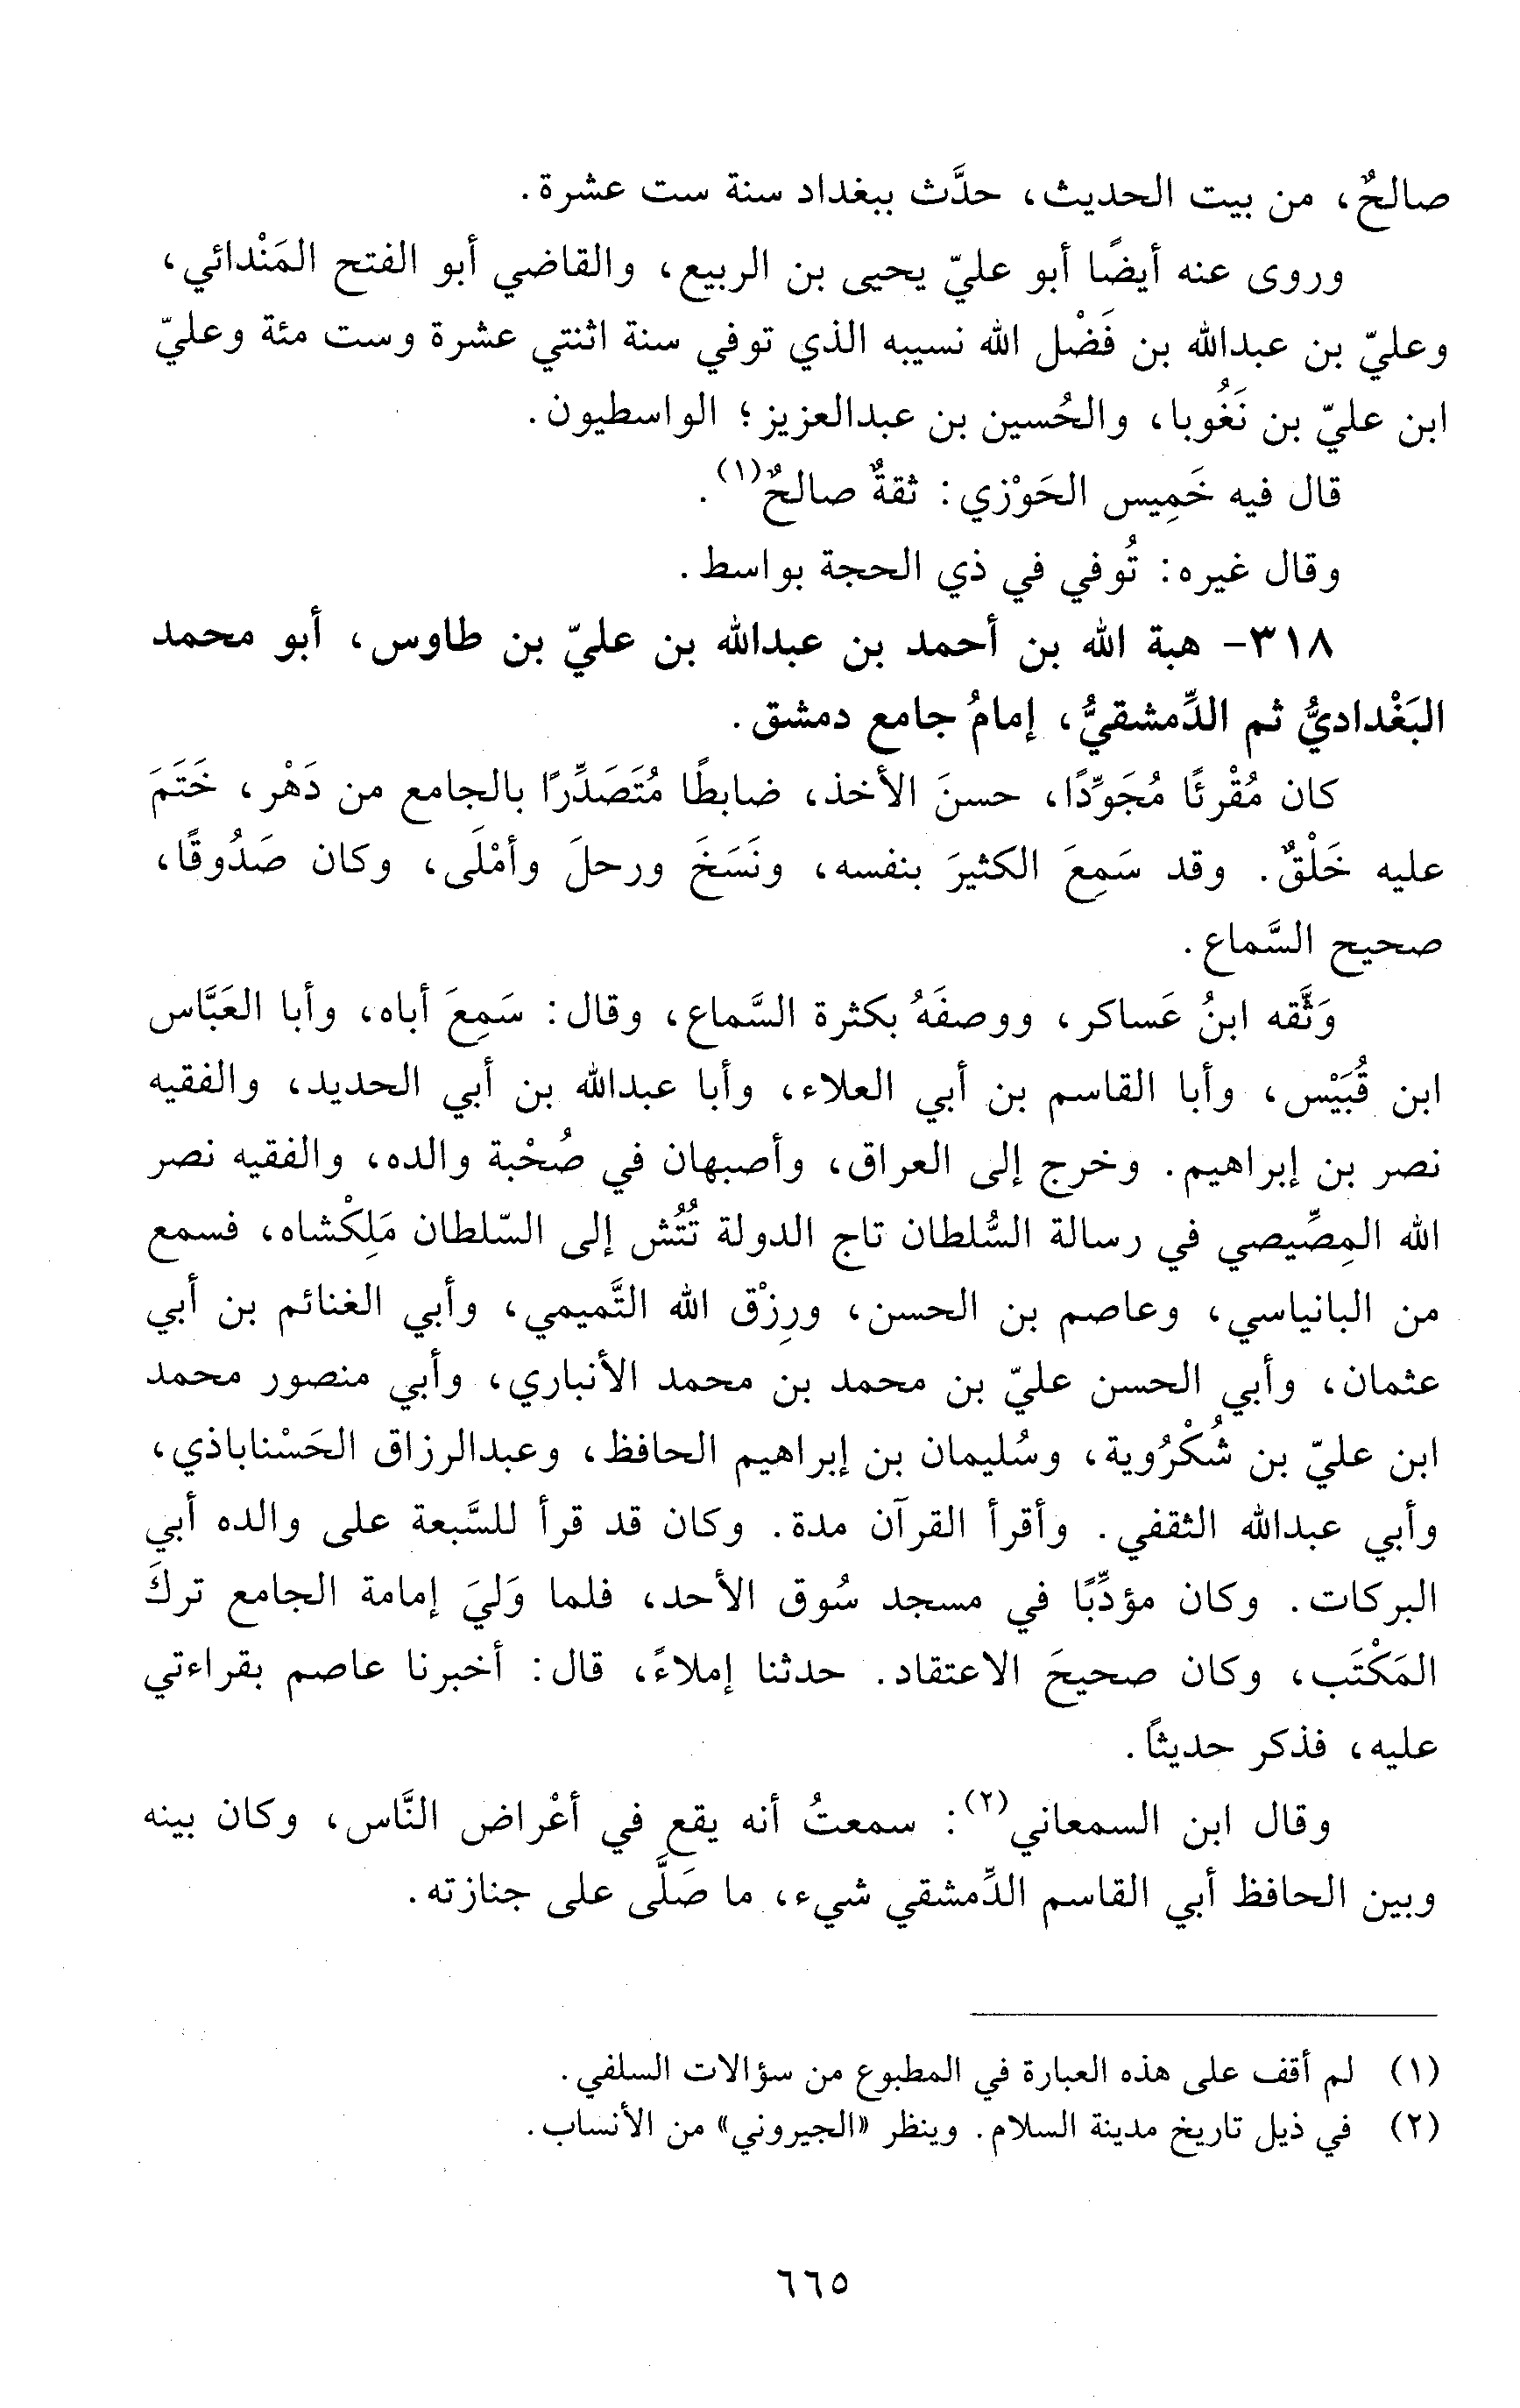 صالحٌ، من بيت الحديث، حدَّث ببغداد سنة ست عشرة.
وروى عنه أيضًا أبو عليّ يحيى بن الربيع، والقاضي أبو الفتح المَنْدائي،
وعليّ بن عبدالله بن فَضْل الله نسيبه الذي توفي سنة اثنتي عشرة وست مئة وعليّ
ابن عليّ بن نَغُوبا، والحُسين بن عبدالعزيز؛ الواسطيون.
قال فيه خَمِيس الحَوْزي: ثقةٌ صالحٌ(١).
وقال غيره: تُوفي في ذي الحجة بواسط.
٣١٨- هبة الله بن أحمد بن عبدالله بن عليّ بن طاوس، أبو محمد
البَغْداديُّ ثم الدِّمشقيُّ، إمامُ جامع دمشق.
كان مُقْرئًا مُجَوِّدًا، حسنَ الأخذ، ضابطًا مُتَصَدِّرًا بالجامع من دَهْر، خَتَمَ
عليه خَلْقٌ. وقد سَمِعَ الكثيرَ بنفسه، ونَسَخَ ورحلَ وأمْلَى، وكان صَدُوقًا،
صحيح السَّماع.
وَثَّقه ابنُ عَساكر، ووصفَهُ بكثرة السَّماع، وقال: سَمِعَ أباه، وأبا العَبَّاس
ابن قُبَيْس، وأبا القاسم بن أبي العلاء، وأبا عبدالله بن أبي الحديد، والفقيه
نصر بن إبراهيم. وخرج إلى العراق، وأصبهان في صُحْبة والده، والفقيه نصر
الله المِصِّيصي في رسالة السُّلطان تاج الدولة تُتُش إلى السّلطان مَلِكْشاه، فسمع
من البانياسي، وعاصم بن الحسن، ورِزْق الله التَّميمي، وأبي الغنائم بن أبي
عثمان، وأبي الحسن عليّ بن محمد بن محمد الأنباري، وأبي منصور محمد
ابن عليّ بن شُكْرُوية، وسُليمان بن إبراهيم الحافظ، وعبدالرزاق الحَسْناباذي،
وأبي عبدالله الثقفي. وأقرأ القرآن مدة. وكان قد قرأ للسَّبعة على والده أبي
البركات. وكان مؤدِّبًا في مسجد سُوق الأحد، فلما وَليَ إمامة الجامع تركَ
المَكْتَب، وكان صحيحَ الاعتقاد. حدثنا إملاءً، قال: أخبرنا عاصم بقراءتي
عليه، فذكر حديثًا.
وقال ابن السمعاني(٢): سمعتُ أنه يقع في أعْراض النَّاس، وكان بينه
وبين الحافظ أبي القاسم الدِّمشقي شيء، ما صَلَّى على جنازته.
(١) لم أقف على هذه العبارة في المطبوع من سؤالات السلفي.
(٢) في ذيل تاريخ مدينة السلام. وينظر «الجيروني» من الأنساب.
٦٦٥